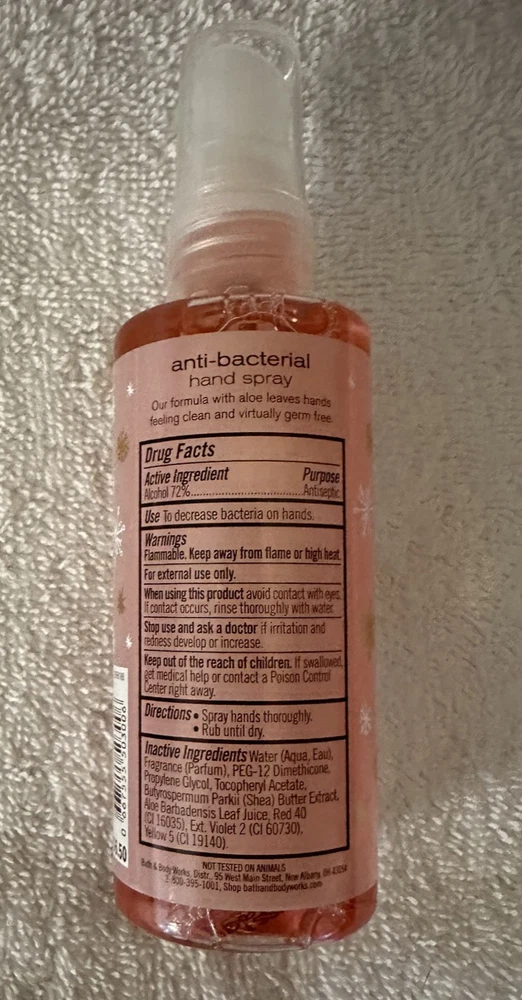 anti-bacterial
hand spray
Our formula with aloe leaves hands
feeling clean and virtually germ free.
Drug Facts
Active Ingredient Purpose
Alcohol 72%..............................Antiseptic
Use To decrease bacteria on hands.
Warnings
Flammable. Keep away from flame or high heat.
For external use only.
When using this product avoid contact with eyes.
If contact occurs, rinse thoroughly with water.
Stop use and ask a doctor if irritation and
redness develop or increase.
Keep out of the reach of children. If swallowed,
get medical help or contact a Poison Control
Center right away.
Directions • Spray hands thoroughly.
• Rub until dry.
Inactive Ingredients Water (Aqua, Eau),
Fragrance (Parfum), PEG-12 Dimethicone,
Propylene Glycol, Tocopheryl Acetate,
Butyrospermum Parkii (Shea) Butter Extract,
Aloe Barbadensis Leaf Juice, Red 40
(CI 16035), Ext. Violet 2 (CI 60730),
Yellow 5 (CI 19140).
NOT TESTED ON ANIMALS
Bath & Body Works, Distr., 95 West Main Street, New Albany, OH 43054
1-800-395-1001, Shop bathandbodyworks.com
.50